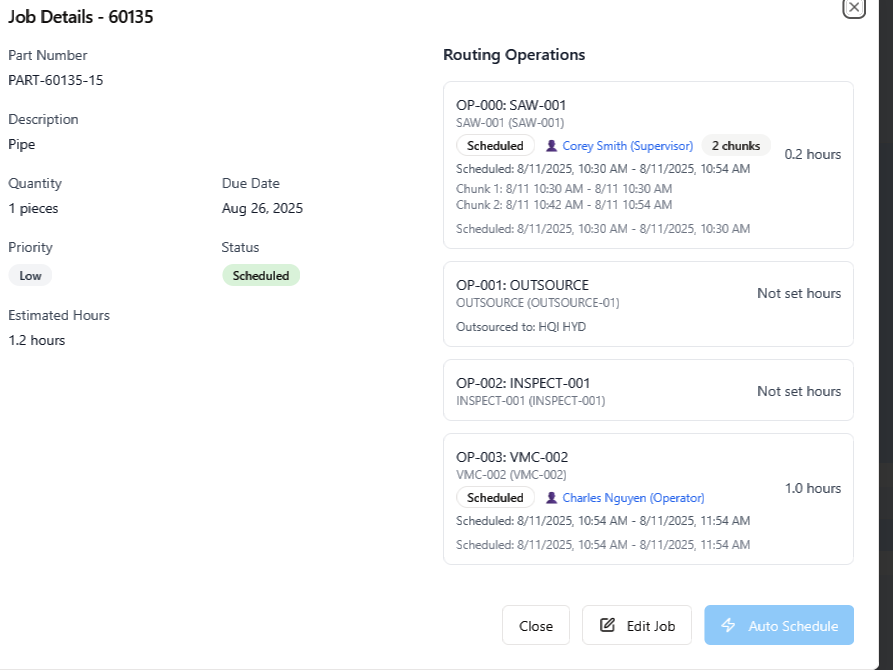 Job Details - 60135
Part Number
PART-60135-15
Description
Pipe
Quantity
1 pieces
Due Date
Aug 26, 2025
Priority
Low
Status
Scheduled
Estimated Hours
1.2 hours
Routing Operations
OP-000: SAW-001
SAW-001 (SAW-001)
Scheduled Corey Smith (Supervisor) 2 chunks
0.2 hours
Scheduled: 8/11/2025, 10:30 AM - 8/11/2025, 10:54 AM
Chunk 1: 8/11 10:30 AM - 8/11 10:30 AM
Chunk 2: 8/11 10:42 AM - 8/11 10:54 AM
Scheduled: 8/11/2025, 10:30 AM - 8/11/2025, 10:30 AM
OP-001: OUTSOURCE
OUTSOURCE (OUTSOURCE-01)
Not set hours
Outsourced to: HQI HYD
OP-002: INSPECT-001
INSPECT-001 (INSPECT-001)
Not set hours
OP-003: VMC-002
VMC-002 (VMC-002)
Scheduled Charles Nguyen (Operator)
1.0 hours
Scheduled: 8/11/2025, 10:54 AM - 8/11/2025, 11:54 AM
Scheduled: 8/11/2025, 10:54 AM - 8/11/2025, 11:54 AM
Close
Edit Job
Auto Schedule